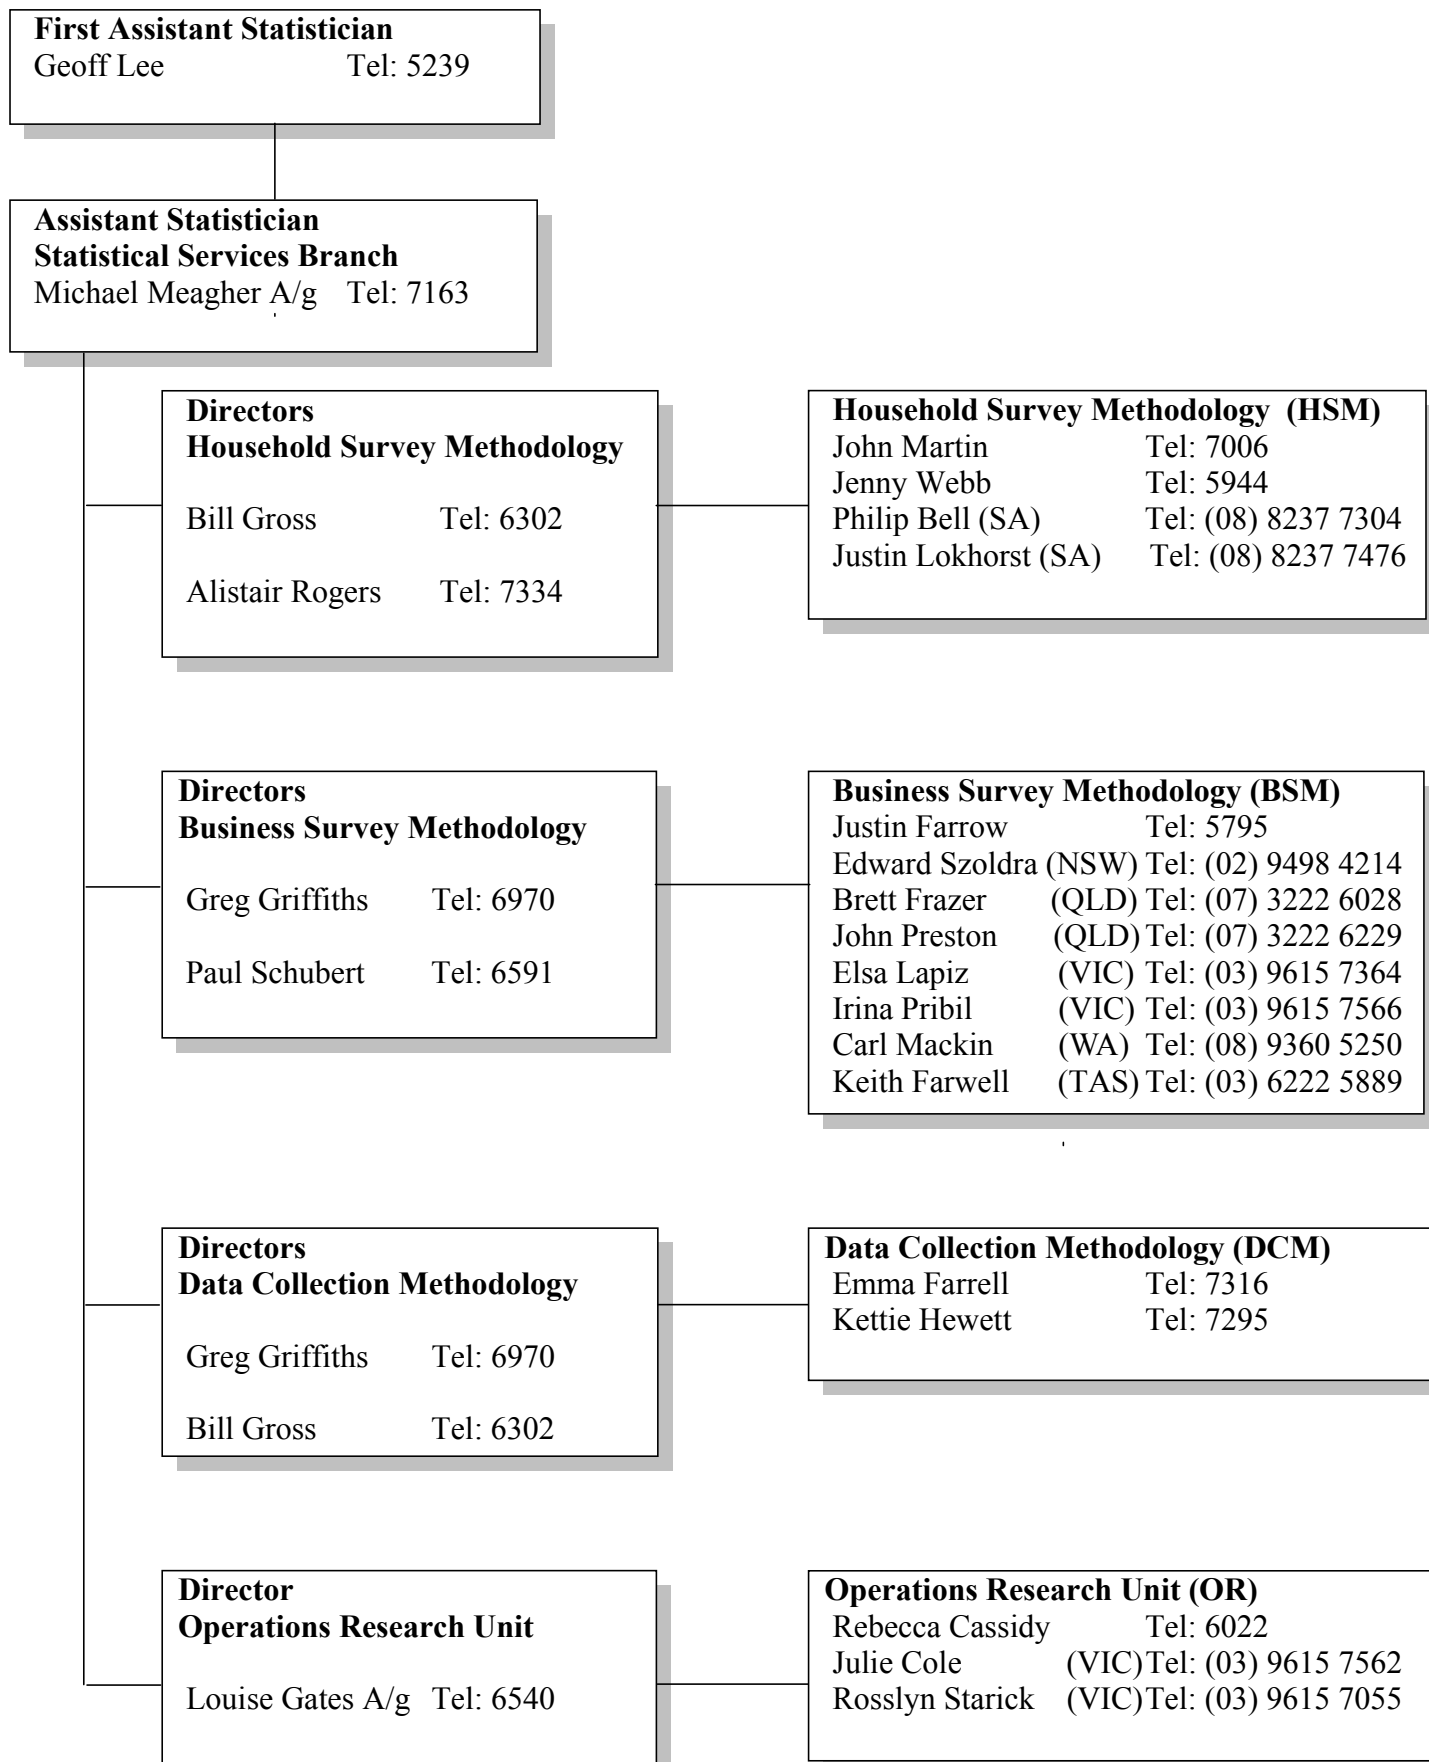 First Assistant Statistician
Geoff Lee Tel: 5239
Assistant Statistician
Statistical Services Branch
Michael Meagher A/g Tel: 7163
Directors
Household Survey Methodology
Bill Gross Tel: 6302
Alistair Rogers Tel: 7334
Household Survey Methodology (HSM)
John Martin Tel: 7006
Jenny Webb Tel: 5944
Philip Bell (SA) Tel: (08) 8237 7304
Justin Lokhorst (SA) Tel: (08) 8237 7476
Directors
Business Survey Methodology
Greg Griffiths Tel: 6970
Paul Schubert Tel: 6591
Business Survey Methodology (BSM)
Justin Farrow Tel: 5795
Edward Szoldra (NSW) Tel: (02) 9498 4214
Brett Frazer (QLD) Tel: (07) 3222 6028
John Preston (QLD) Tel: (07) 3222 6229
Elsa Lapiz (VIC) Tel: (03) 9615 7364
Irina Pribil (VIC) Tel: (03) 9615 7566
Carl Mackin (WA) Tel: (08) 9360 5250
Keith Farwell (TAS) Tel: (03) 6222 5889
Directors
Data Collection Methodology
Greg Griffiths Tel: 6970
Bill Gross Tel: 6302
Data Collection Methodology (DCM)
Emma Farrell Tel: 7316
Kettie Hewett Tel: 7295
Director
Operations Research Unit
Louise Gates A/g Tel: 6540
Operations Research Unit (OR)
Rebecca Cassidy Tel: 6022
Julie Cole (VIC) Tel: (03) 9615 7562
Rosslyn Starick (VIC) Tel: (03) 9615 7055